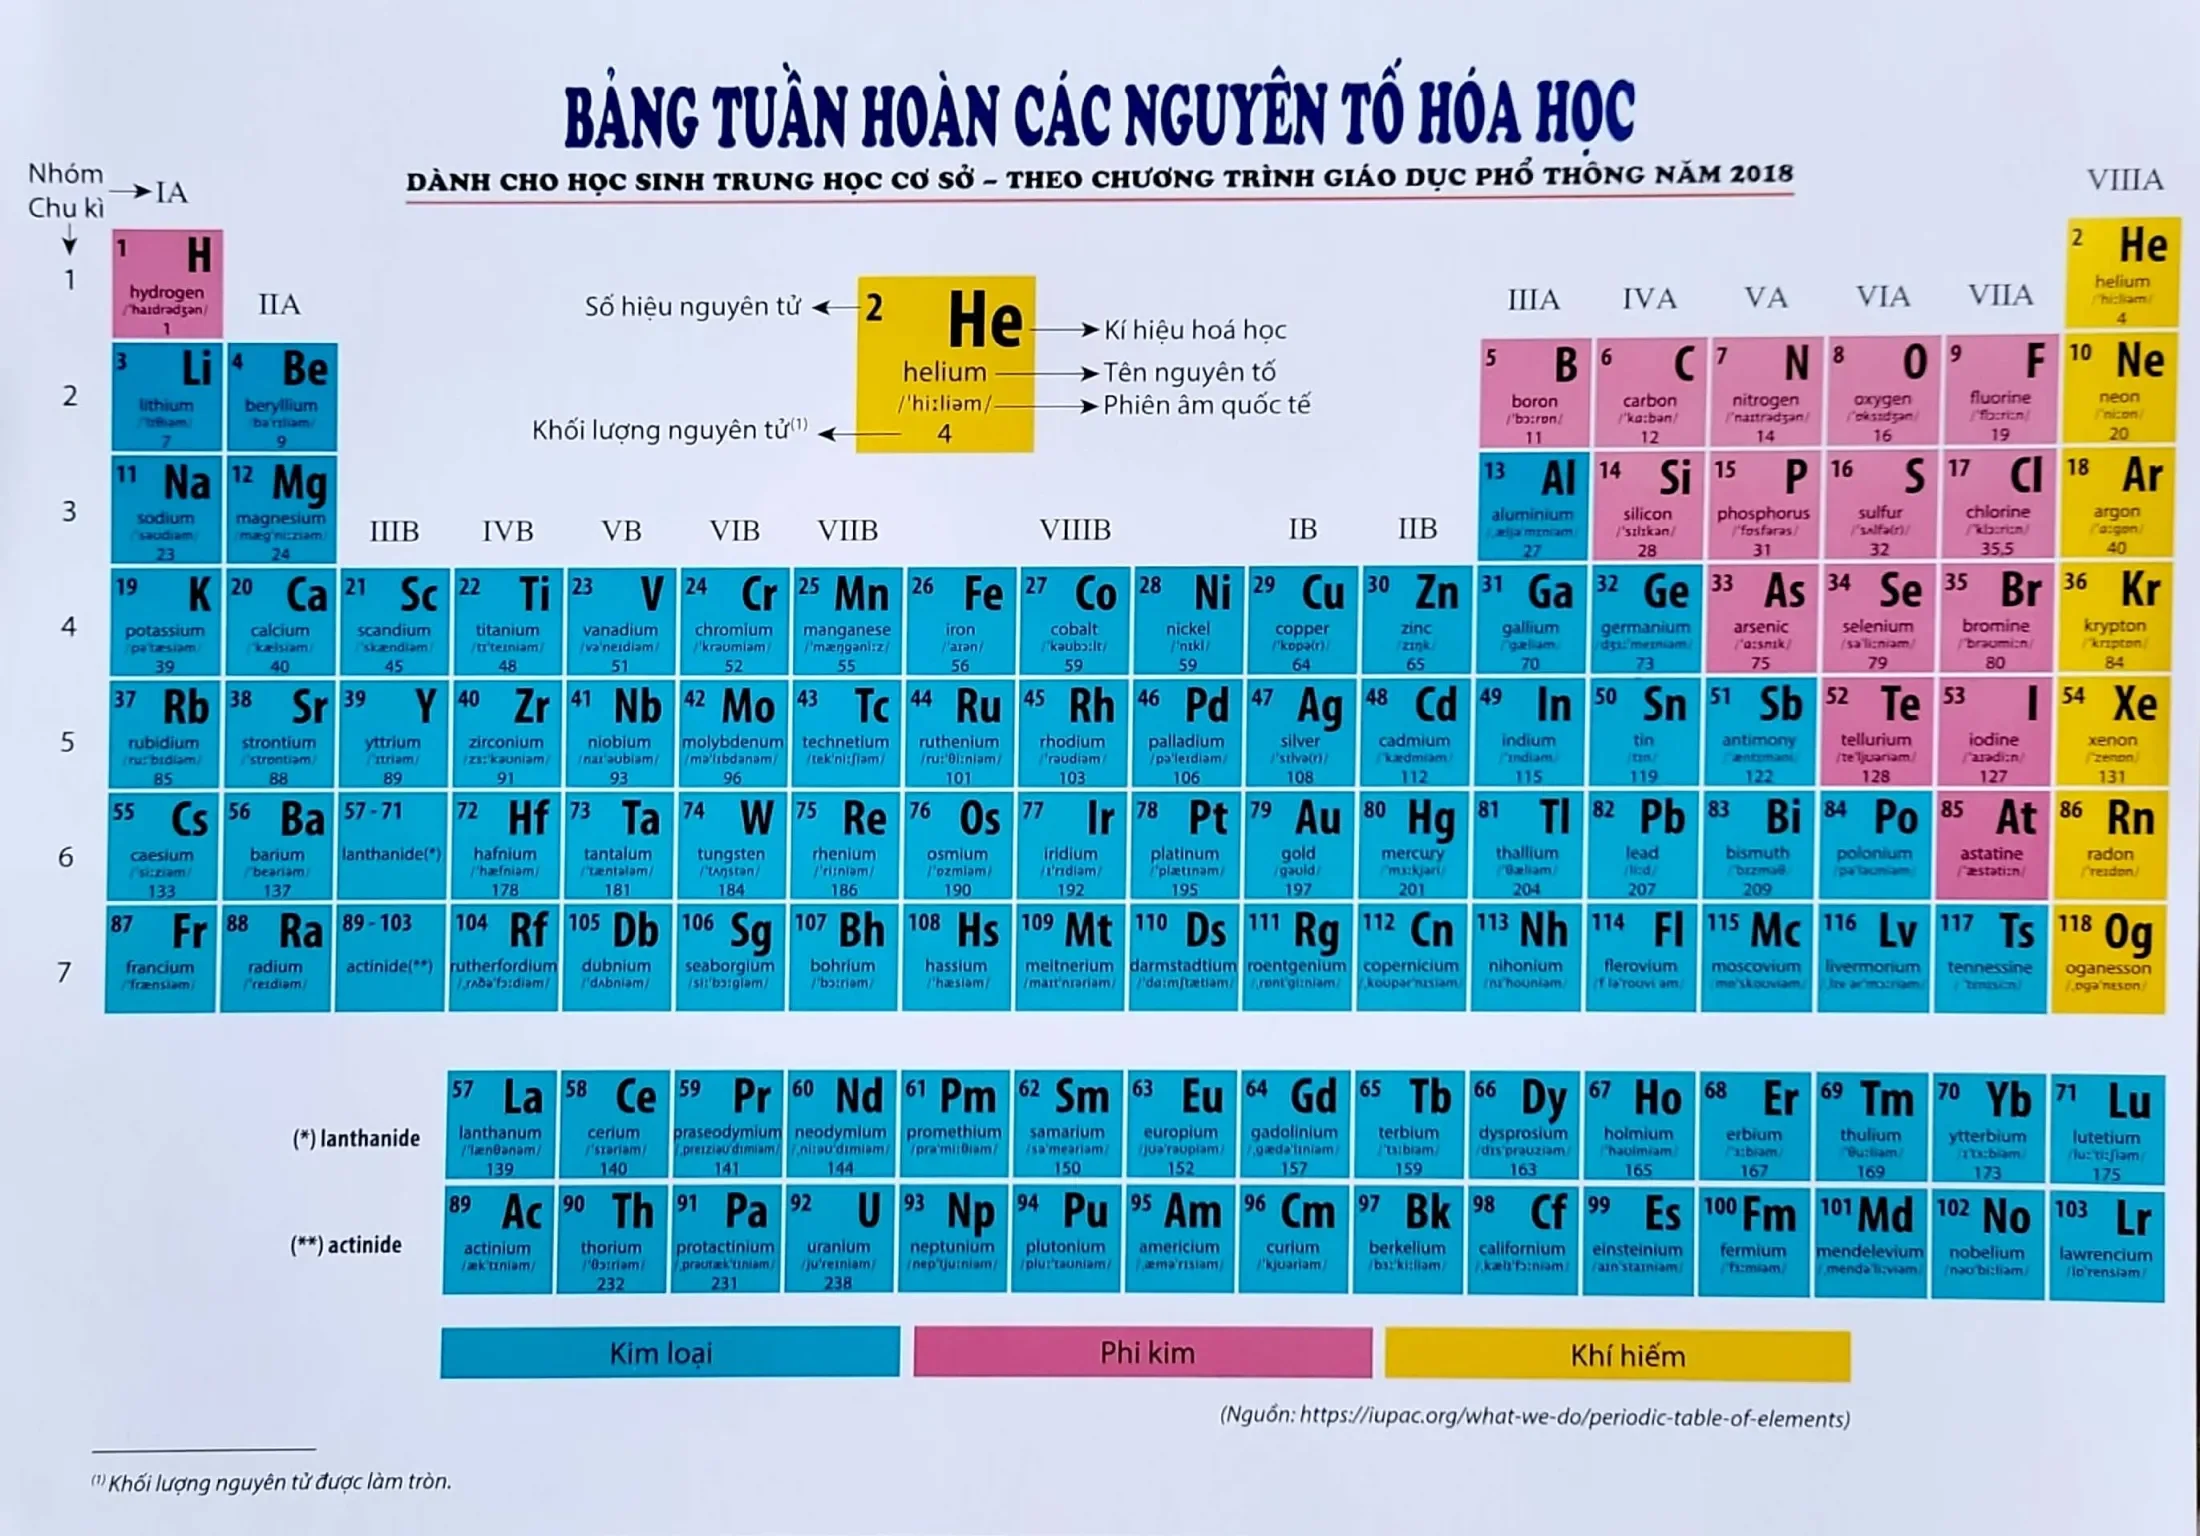 BẢNG TUẦN HOÀN CÁC NGUYÊN TỐ HÓA HỌC
DÀNH CHO HỌC SINH TRUNG HỌC CƠ SỞ – THEO CHƯƠNG TRÌNH GIÁO DỤC PHỔ THÔNG NĂM 2018
Nhóm
Chu kì
IA VIIIA
1
1 H 2 He
hydrogen helium
/'haɪdrədʒən/ /'hiːliəm/
1 4
IIA IIIA IVA VA VIA VIIA
Số hiệu nguyên tử 2 He Kí hiệu hoá học
helium Tên nguyên tố
/'hiːliəm/ Phiên âm quốc tế
Khối lượng nguyên tử(1) 4
2
3 Li 4 Be 5 B 6 C 7 N 8 O 9 F 10 Ne
lithium beryllium boron carbon nitrogen oxygen fluorine neon
7 9 11 12 14 16 19 20
3
11 Na 12 Mg 13 Al 14 Si 15 P 16 S 17 Cl 18 Ar
sodium magnesium aluminium silicon phosphorus sulfur chlorine argon
23 24 27 28 31 32 35,5 40
IIIB IVB VB VIB VIIB VIIIB IB IIB
4
19 K 20 Ca 21 Sc 22 Ti 23 V 24 Cr 25 Mn 26 Fe 27 Co 28 Ni 29 Cu 30 Zn 31 Ga 32 Ge 33 As 34 Se 35 Br 36 Kr
potassium calcium scandium titanium vanadium chromium manganese iron cobalt nickel copper zinc gallium germanium arsenic selenium bromine krypton
39 40 45 48 51 52 55 56 59 59 64 65 70 73 75 79 80 84
5
37 Rb 38 Sr 39 Y 40 Zr 41 Nb 42 Mo 43 Tc 44 Ru 45 Rh 46 Pd 47 Ag 48 Cd 49 In 50 Sn 51 Sb 52 Te 53 I 54 Xe
rubidium strontium yttrium zirconium niobium molybdenum technetium ruthenium rhodium palladium silver cadmium indium tin antimony tellurium iodine xenon
85 88 89 91 93 96 101 103 106 108 112 115 119 122 128 127 131
6
55 Cs 56 Ba 57 - 71 72 Hf 73 Ta 74 W 75 Re 76 Os 77 Ir 78 Pt 79 Au 80 Hg 81 Tl 82 Pb 83 Bi 84 Po 85 At 86 Rn
caesium barium lanthanide(*) hafnium tantalum tungsten rhenium osmium iridium platinum gold mercury thallium lead bismuth polonium astatine radon
133 137 178 181 184 186 190 192 195 197 201 204 207 209
7
87 Fr 88 Ra 89 - 103 104 Rf 105 Db 106 Sg 107 Bh 108 Hs 109 Mt 110 Ds 111 Rg 112 Cn 113 Nh 114 Fl 115 Mc 116 Lv 117 Ts 118 Og
francium radium actinide(**) rutherfordium dubnium seaborgium bohrium hassium meitnerium darmstadtium roentgenium copernicium nihonium flerovium moscovium livermorium tennessine oganesson
(*) lanthanide
57 La 58 Ce 59 Pr 60 Nd 61 Pm 62 Sm 63 Eu 64 Gd 65 Tb 66 Dy 67 Ho 68 Er 69 Tm 70 Yb 71 Lu
lanthanum cerium praseodymium neodymium promethium samarium europium gadolinium terbium dysprosium holmium erbium thulium ytterbium lutetium
139 140 141 144 150 152 157 159 163 165 167 169 173 175
(**) actinide
89 Ac 90 Th 91 Pa 92 U 93 Np 94 Pu 95 Am 96 Cm 97 Bk 98 Cf 99 Es 100 Fm 101 Md 102 No 103 Lr
actinium thorium protactinium uranium neptunium plutonium americium curium berkelium californium einsteinium fermium mendelevium nobelium lawrencium
232 231 238
Kim loại Phi kim Khí hiếm
(Nguồn: https://iupac.org/what-we-do/periodic-table-of-elements)
(1) Khối lượng nguyên tử được làm tròn.